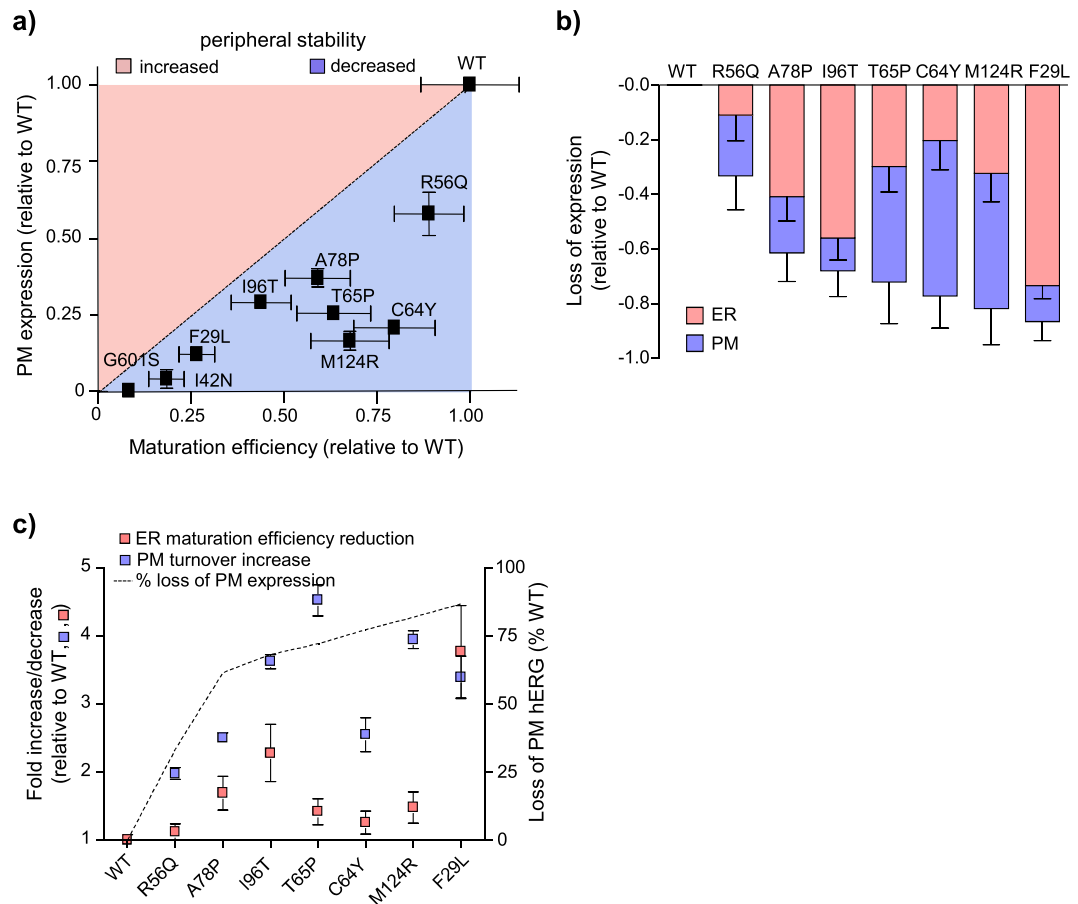 a)
peripheral stability
increased
decreased
WT
R56Q
A78P
I96T
T65P
C64Y
F29L
M124R
G601S
I42N
1.00
0.75
0.50
0.25
0
0
0.25
0.50
0.75
1.00
PM expression (relative to WT)
Maturation efficiency (relative to WT)
b)
WT R56Q A78P I96T T65P C64Y M124R F29L
-0.0
-0.2
-0.4
-0.6
-0.8
-1.0
Loss of expression
(relative to WT)
ER
PM
c)
ER maturation efficiency reduction
PM turnover increase
% loss of PM expression
5
4
3
2
1
Fold increase/decrease
(relative to WT, , )
100
75
50
25
0
Loss of PM hERG (% WT)
WT
R56Q
A78P
I96T
T65P
C64Y
M124R
F29L